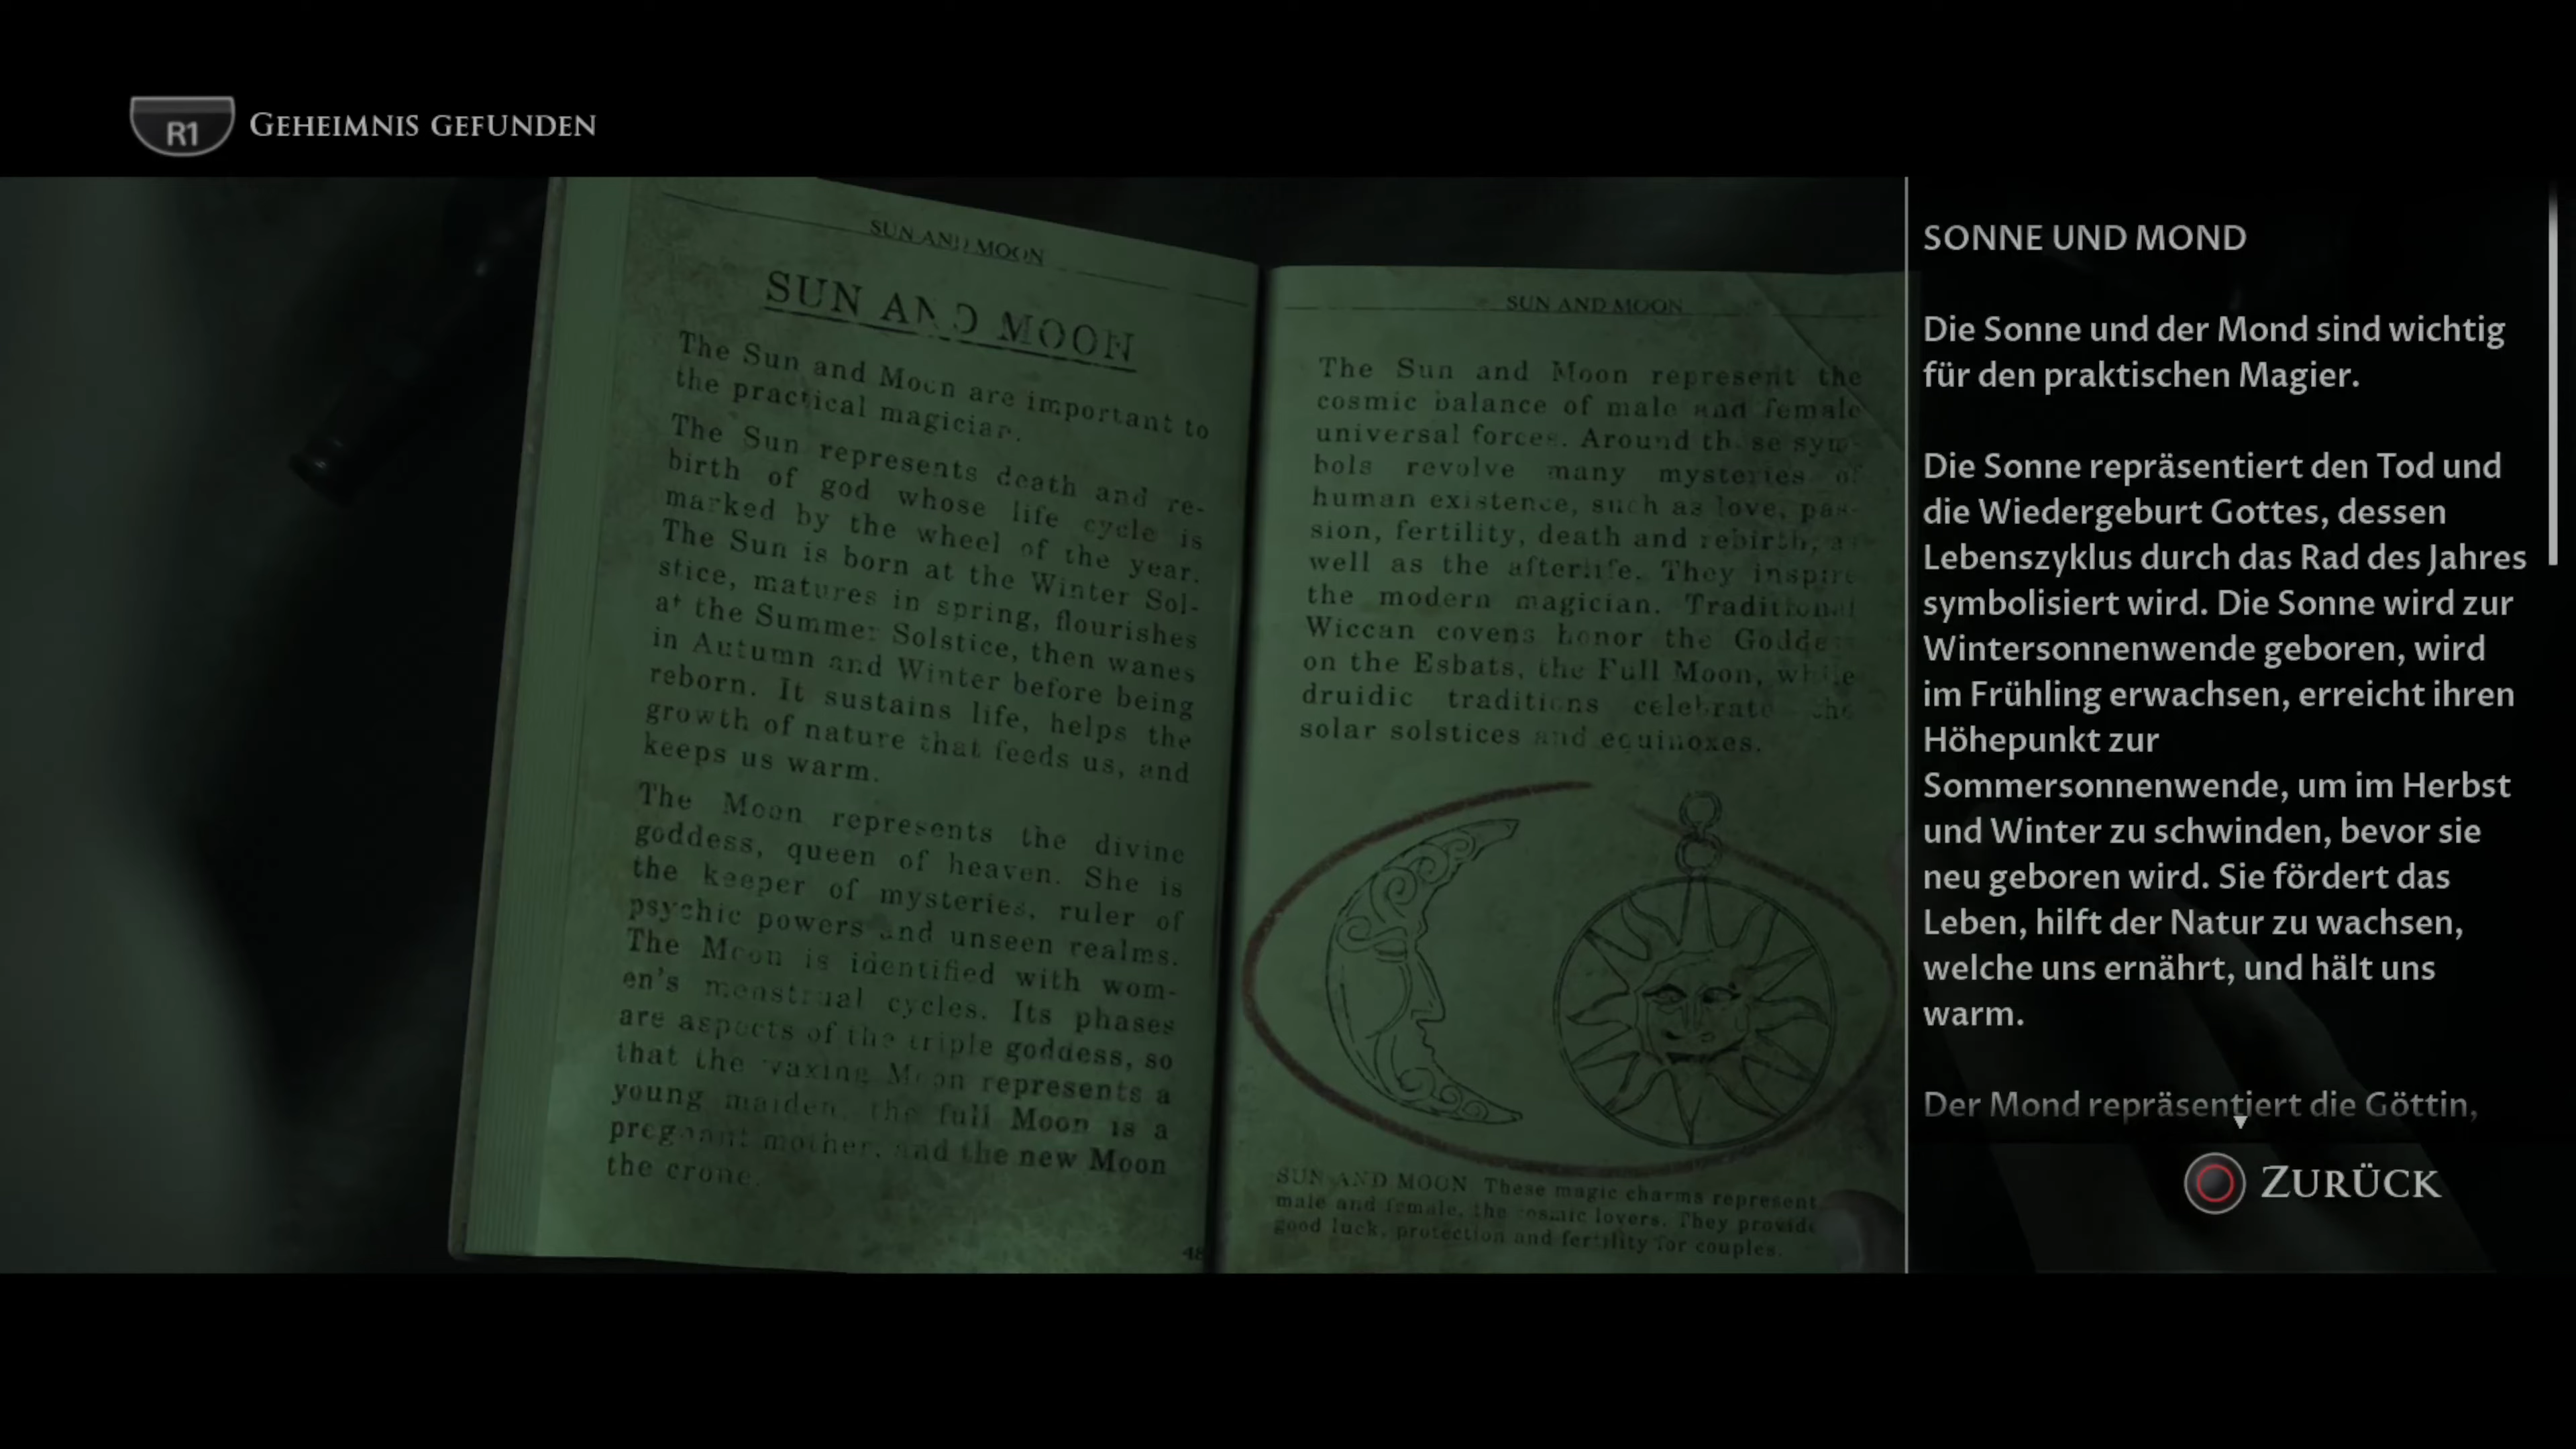 R1 GEHEIMNIS GEFUNDEN
SUN AND MOON
SUN AND MOON
The Sun and Moon are important to
the practical magician.
The Sun represents death and re-
birth of god whose life cycle is
marked by the wheel of the year.
The Sun is born at the Winter Sol-
stice, matures in spring, flourishes
at the Summer Solstice, then wanes
in Autumn and Winter before being
reborn. It sustains life, helps the
growth of nature that feeds us, and
keeps us warm.
The Moon represents the divine
goddess, queen of heaven. She is
the keeper of mysteries, ruler of
psychic powers and unseen realms.
The Moon is identified with wom-
en's menstrual cycles. Its phases
are aspects of the triple goddess, so
that the waxing Moon represents a
young maiden, the full Moon is a
pregnant mother, and the new Moon
the crone.
48
SUN AND MOON
The Sun and Moon represent the
cosmic balance of male and female
universal forces. Around these sym-
bols revolve many mysteries of
human existence, such as love, pas-
sion, fertility, death and rebirth, as
well as the afterlife. They inspire
the modern magician. Traditional
Wiccan covens honor the Goddess
on the Esbats, the Full Moon, while
druidic traditions celebrate the
solar solstices and equinoxes.
SUN AND MOON. These magic charms represent
male and female, the cosmic lovers. They provide
good luck, protection and fertility for couples.
SONNE UND MOND
Die Sonne und der Mond sind wichtig
für den praktischen Magier.
Die Sonne repräsentiert den Tod und
die Wiedergeburt Gottes, dessen
Lebenszyklus durch das Rad des Jahres
symbolisiert wird. Die Sonne wird zur
Wintersonnenwende geboren, wird
im Frühling erwachsen, erreicht ihren
Höhepunkt zur
Sommersonnenwende, um im Herbst
und Winter zu schwinden, bevor sie
neu geboren wird. Sie fördert das
Leben, hilft der Natur zu wachsen,
welche uns ernährt, und hält uns
warm.
Der Mond repräsentiert die Göttin,
ZURÜCK